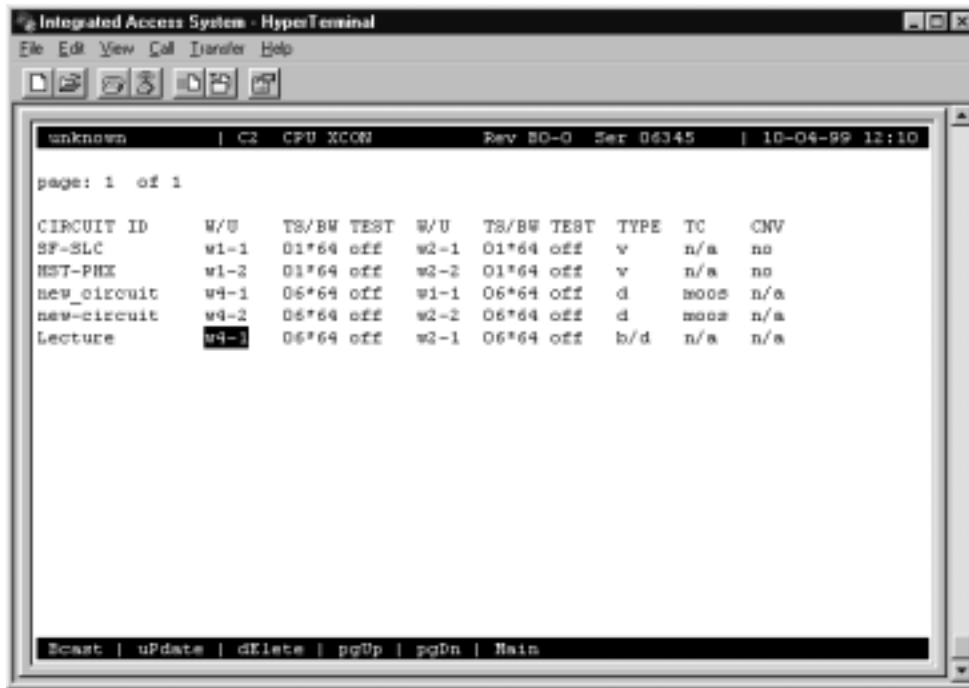 Integrated Access System - HyperTerminal
File Edit View Call Transfer Help
unknown | C2 CPU XCON Rev B0-0 Ser 06345 | 10-04-99 12:10
page: 1 of 1
CIRCUIT ID W/U TS/BW TEST W/U TS/BW TEST TYPE TC CNV
SF-SLC w1-1 01*64 off w2-1 01*64 off v n/a no
HST-PHX w1-2 01*64 off w2-2 01*64 off v n/a no
new_circuit w4-1 06*64 off w1-1 06*64 off d moos n/a
new-circuit w4-2 06*64 off w2-2 06*64 off d moos n/a
Lecture w4-1 06*64 off w2-1 06*64 off b/d n/a n/a
Bcast | uPdate | dElete | pgUp | pgDn | Main